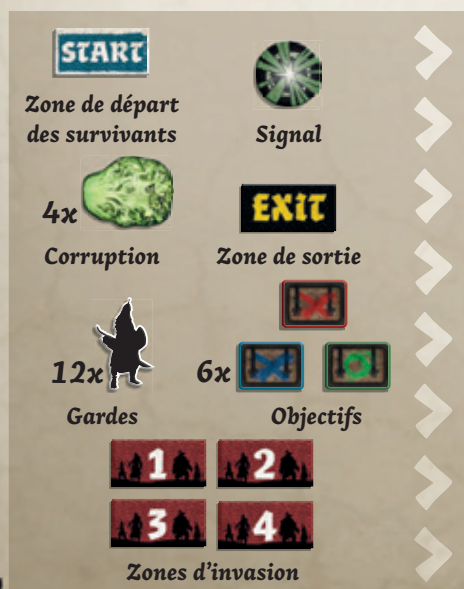 START
Zone de départ
des survivants
Signal
4x
Corruption
EXIT
Zone de sortie
12x
Gardes
6x
Objectifs
1
2
3
4
Zones d'invasion